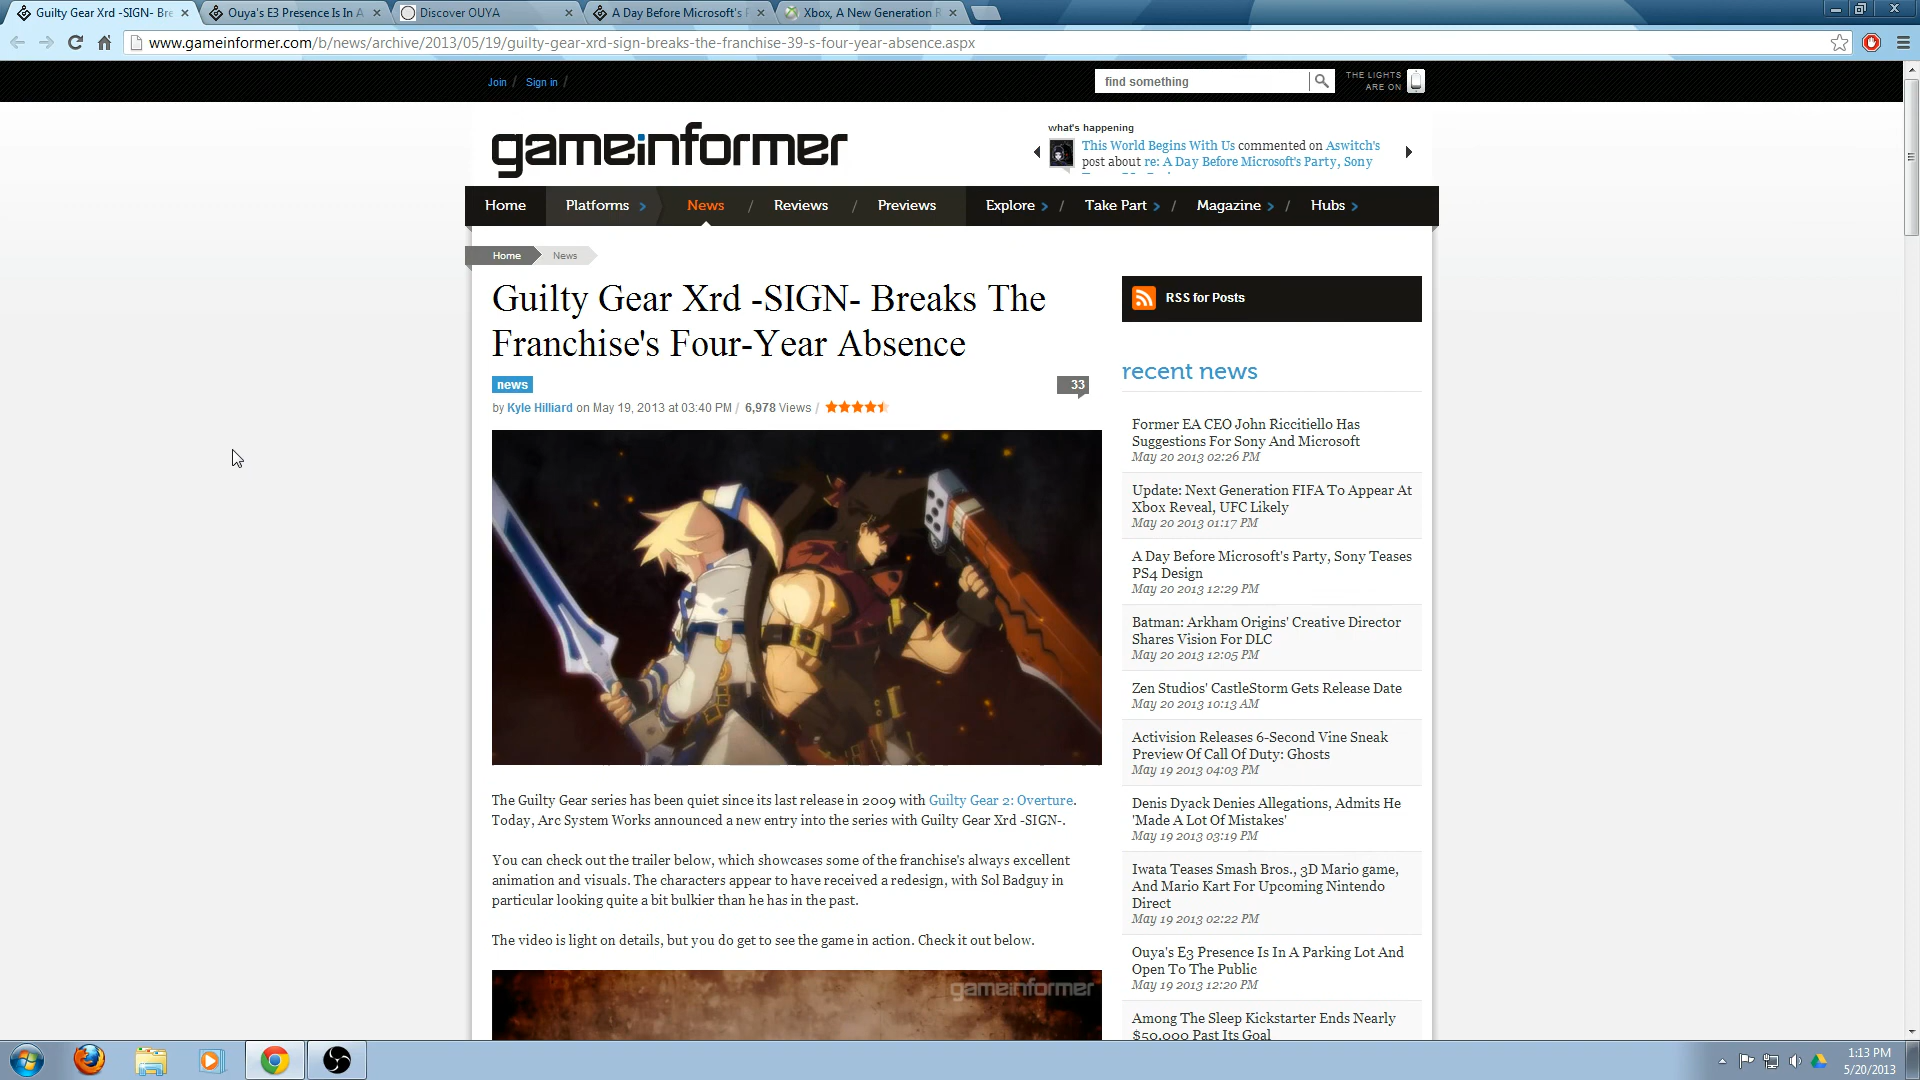 Guilty Gear Xrd -SIGN- Bre
Ouya's E3 Presence Is In A
Discover OUYA
A Day Before Microsoft's P
Xbox, A New Generation R
www.gameinformer.com/b/news/archive/2013/05/19/guilty-gear-xrd-sign-breaks-the-franchise-39-s-four-year-absence.aspx
Join / Sign in /
find something
THE LIGHTS
ARE ON
gameinformer
what's happening
This World Begins With Us commented on Aswitch's
post about re: A Day Before Microsoft's Party, Sony
Home
Platforms
News / Reviews / Previews
Explore / Take Part / Magazine / Hubs
Home
News
Guilty Gear Xrd -SIGN- Breaks The
Franchise's Four-Year Absence
news
33
by Kyle Hilliard on May 19, 2013 at 03:40 PM / 6,978 Views /
The Guilty Gear series has been quiet since its last release in 2009 with Guilty Gear 2: Overture.
Today, Arc System Works announced a new entry into the series with Guilty Gear Xrd -SIGN-.
You can check out the trailer below, which showcases some of the franchise's always excellent
animation and visuals. The characters appear to have received a redesign, with Sol Badguy in
particular looking quite a bit bulkier than he has in the past.
The video is light on details, but you do get to see the game in action. Check it out below.
gameinformer
RSS for Posts
recent news
Former EA CEO John Riccitiello Has
Suggestions For Sony And Microsoft
May 20 2013 02:26 PM
Update: Next Generation FIFA To Appear At
Xbox Reveal, UFC Likely
May 20 2013 01:17 PM
A Day Before Microsoft's Party, Sony Teases
PS4 Design
May 20 2013 12:29 PM
Batman: Arkham Origins' Creative Director
Shares Vision For DLC
May 20 2013 12:05 PM
Zen Studios' CastleStorm Gets Release Date
May 20 2013 10:13 AM
Activision Releases 6-Second Vine Sneak
Preview Of Call Of Duty: Ghosts
May 19 2013 04:03 PM
Denis Dyack Denies Allegations, Admits He
'Made A Lot Of Mistakes'
May 19 2013 03:19 PM
Iwata Teases Smash Bros., 3D Mario game,
And Mario Kart For Upcoming Nintendo
Direct
May 19 2013 02:22 PM
Ouya's E3 Presence Is In A Parking Lot And
Open To The Public
May 19 2013 12:20 PM
Among The Sleep Kickstarter Ends Nearly
$50,000 Past Its Goal
1:13 PM
5/20/2013